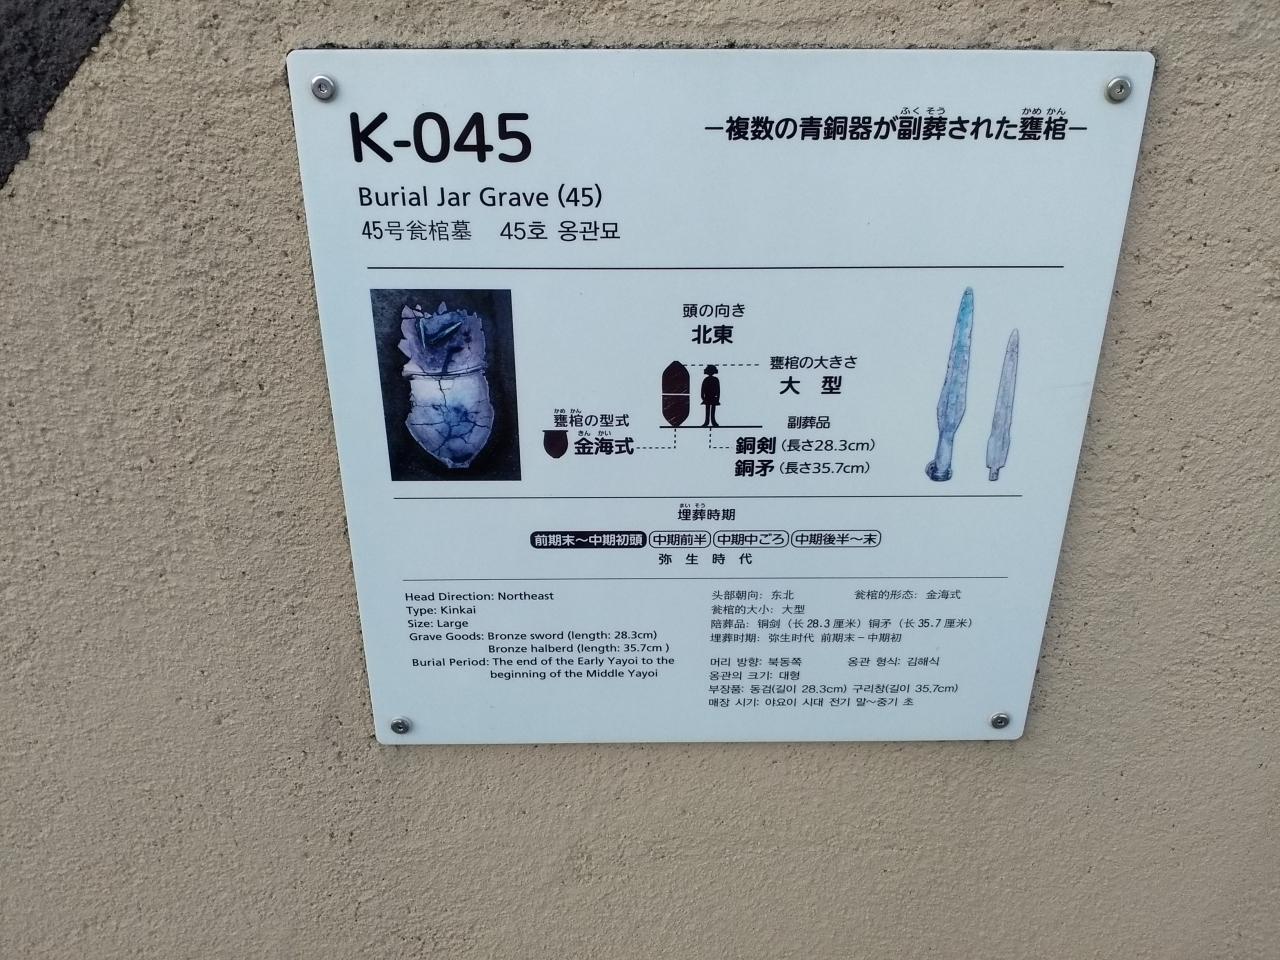 K-045
ー複数の青銅器が副葬された甕棺ー
ふく そう
かめ かん
Burial Jar Grave (45)
45号瓮棺墓 45호 옹관묘
頭の向き
北東
甕棺の大きさ
大 型
かめ かん
甕棺の型式
きん かい
金海式
副葬品
銅剣（長さ28.3cm）
銅矛（長さ35.7cm）
まい そう
埋葬時期
前期末～中期初頭 中期前半 中期中ごろ 中期後半～末
弥 生 時 代
Head Direction: Northeast
Type: Kinkai
Size: Large
Grave Goods: Bronze sword (length: 28.3cm)
Bronze halberd (length: 35.7cm )
Burial Period: The end of the Early Yayoi to the
beginning of the Middle Yayoi
头部朝向: 东北 瓮棺的形态: 金海式
瓮棺的大小: 大型
陪葬品: 铜剑（长 28.3 厘米）铜矛（长 35.7 厘米）
埋葬时期: 弥生时代 前期末－中期初
머리 방향: 북동쪽 옹관 형식: 김해식
옹관의 크기: 대형
부장품: 동검(길이 28.3cm) 구리창(길이 35.7cm)
매장 시기: 야요이 시대 전기 말～중기 초